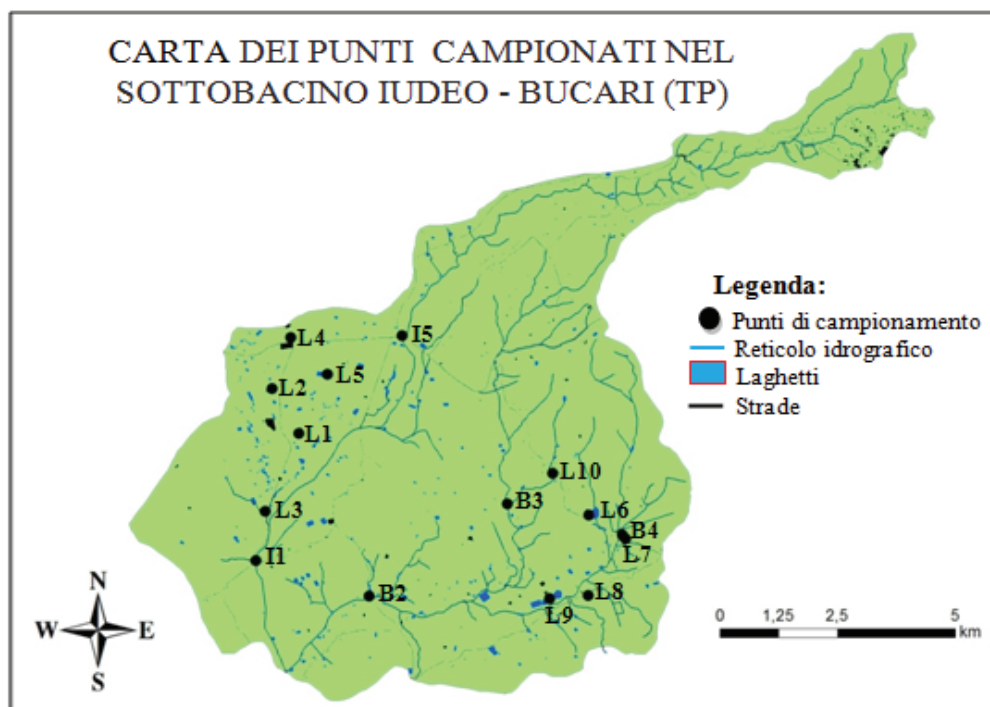 CARTA DEI PUNTI CAMPIONATI NEL
SOTTOBACINO IUDEO - BUCARI (TP)
Legenda:
Punti di campionamento
Reticolo idrografico
Laghetti
Strade
L4
I5
L5
L2
L1
L10
B3
L3
L6
B4
L7
I1
B2
L8
L9
N
W E
S
0 1,25 2,5 5
km